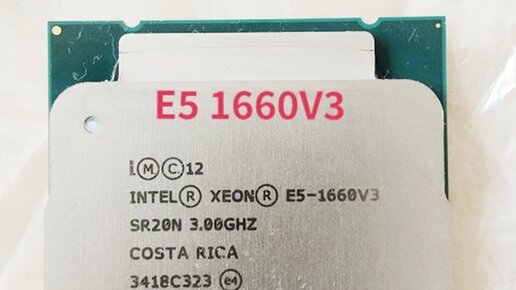 E5 1660V3
i Ⓜ Ⓒ 12
INTEL® XEON® E5-1660V3
SR20N 3.00GHZ
COSTA RICA
3418C323 e4